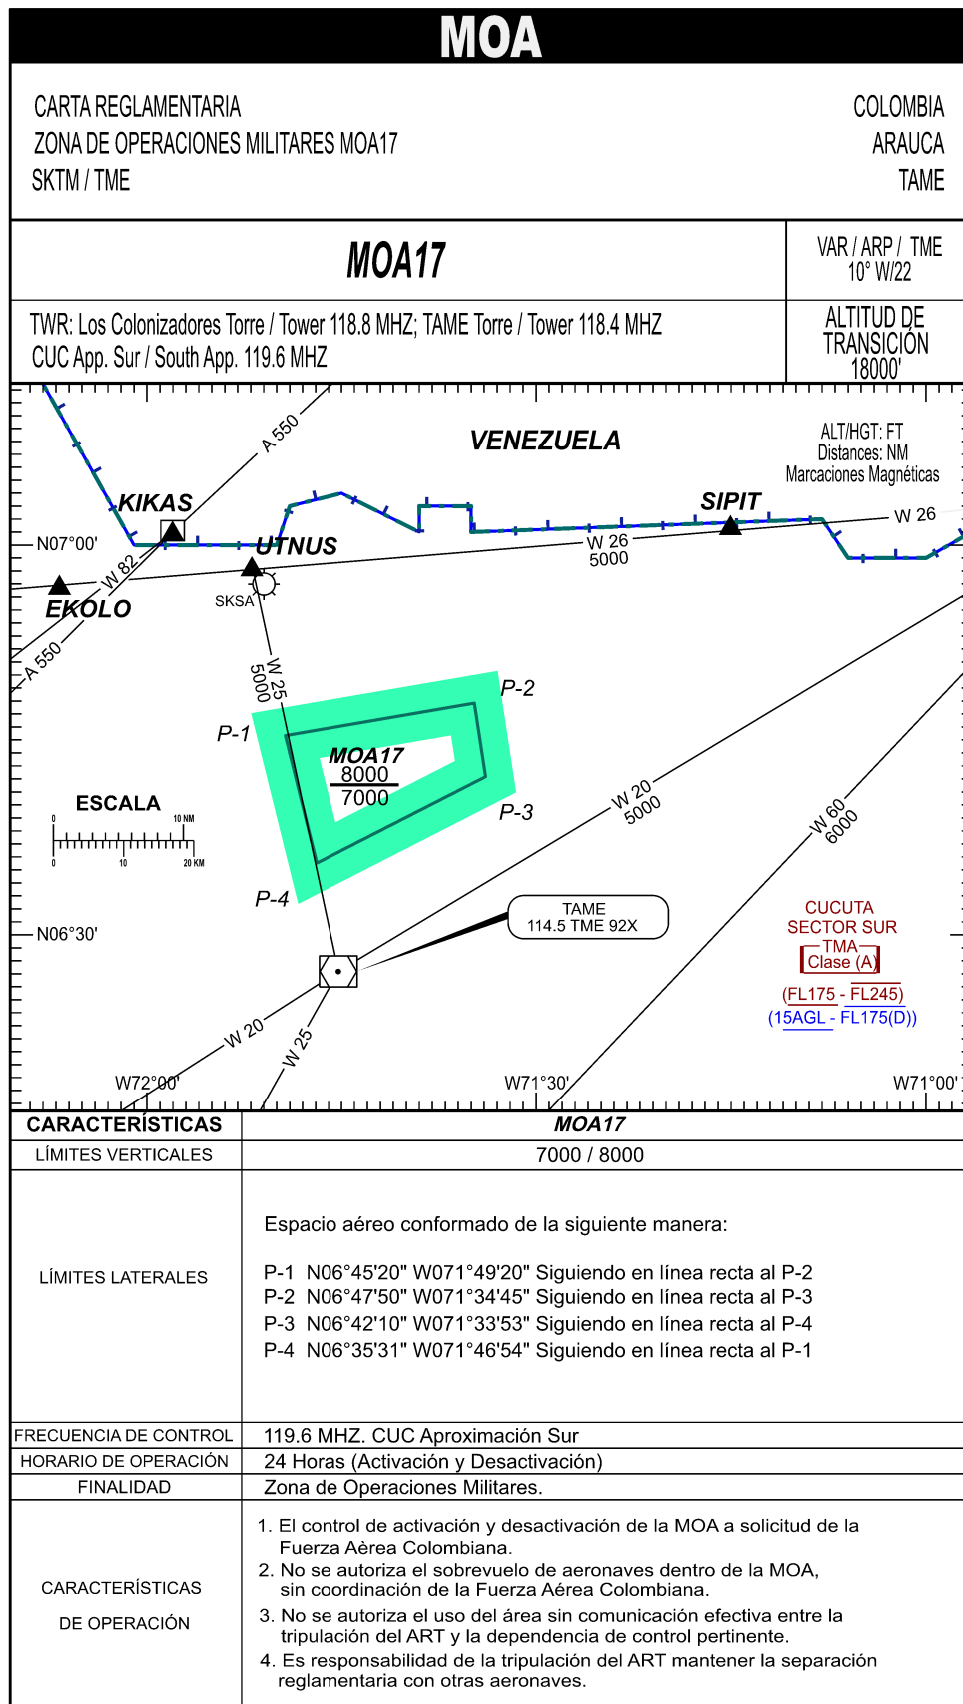 MOA
CARTA REGLAMENTARIA
ZONA DE OPERACIONES MILITARES MOA17
SKTM / TME
COLOMBIA
ARAUCA
TAME
MOA17
VAR / ARP / TME
10° W/22
TWR: Los Colonizadores Torre / Tower 118.8 MHZ; TAME Torre / Tower 118.4 MHZ
CUC App. Sur / South App. 119.6 MHZ
ALTITUD DE
TRANSICIÓN
18000'
A 550
VENEZUELA
ALT/HGT: FT
Distances: NM
Marcaciones Magnéticas
KIKAS
SIPIT
W 26
N07°00'
UTNUS
W 26
5000
W 82
EKOLO
SKSA
A 550
W 25
5000
P-2
P-1
MOA17
8000
7000
ESCALA
0
10 NM
0
10
20 KM
P-3
W 20
5000
W 60
6000
P-4
TAME
114.5 TME 92X
CUCUTA
SECTOR SUR
TMA
Clase (A)
(FL175 - FL245)
(15AGL - FL175(D))
N06°30'
W 20
W 25
W72°00'
W71°30'
W71°00'
CARACTERÍSTICAS
MOA17
LÍMITES VERTICALES
7000 / 8000
LÍMITES LATERALES
Espacio aéreo conformado de la siguiente manera:
P-1 N06°45'20" W071°49'20" Siguiendo en línea recta al P-2
P-2 N06°47'50" W071°34'45" Siguiendo en línea recta al P-3
P-3 N06°42'10" W071°33'53" Siguiendo en línea recta al P-4
P-4 N06°35'31" W071°46'54" Siguiendo en línea recta al P-1
FRECUENCIA DE CONTROL
119.6 MHZ. CUC Aproximación Sur
HORARIO DE OPERACIÓN
24 Horas (Activación y Desactivación)
FINALIDAD
Zona de Operaciones Militares.
CARACTERÍSTICAS
DE OPERACIÓN
1. El control de activación y desactivación de la MOA a solicitud de la
Fuerza Aèrea Colombiana.
2. No se autoriza el sobrevuelo de aeronaves dentro de la MOA,
sin coordinación de la Fuerza Aérea Colombiana.
3. No se autoriza el uso del área sin comunicación efectiva entre la
tripulación del ART y la dependencia de control pertinente.
4. Es responsabilidad de la tripulación del ART mantener la separación
reglamentaria con otras aeronaves.